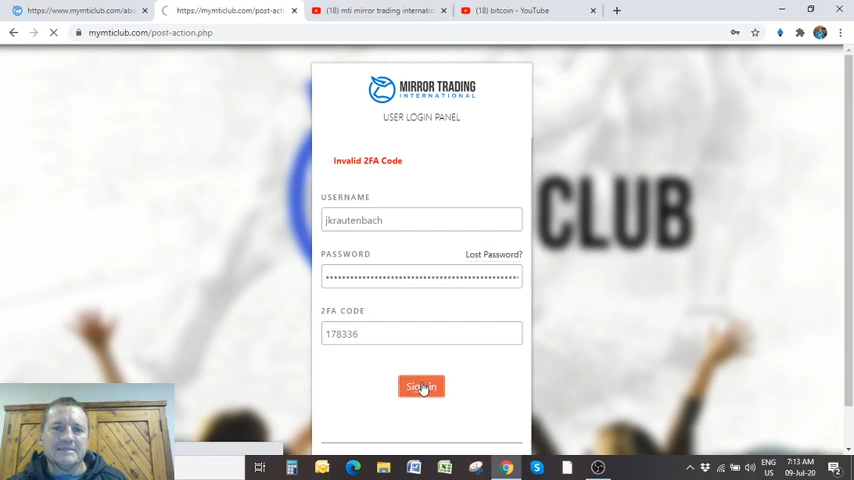 https://www.mymticlub.com/abo
https://mymticlub.com/post-acti
(18) mti mirror trading internatio
(18) bitcoin - YouTube
mymticlub.com/post-action.php
MIRROR TRADING
INTERNATIONAL
USER LOGIN PANEL
Invalid 2FA Code
USERNAME
jkrautenbach
PASSWORD
Lost Password?
2FA CODE
178336
Sign in
CLUB
ENG
US
7:13 AM
09-Jul-20
2